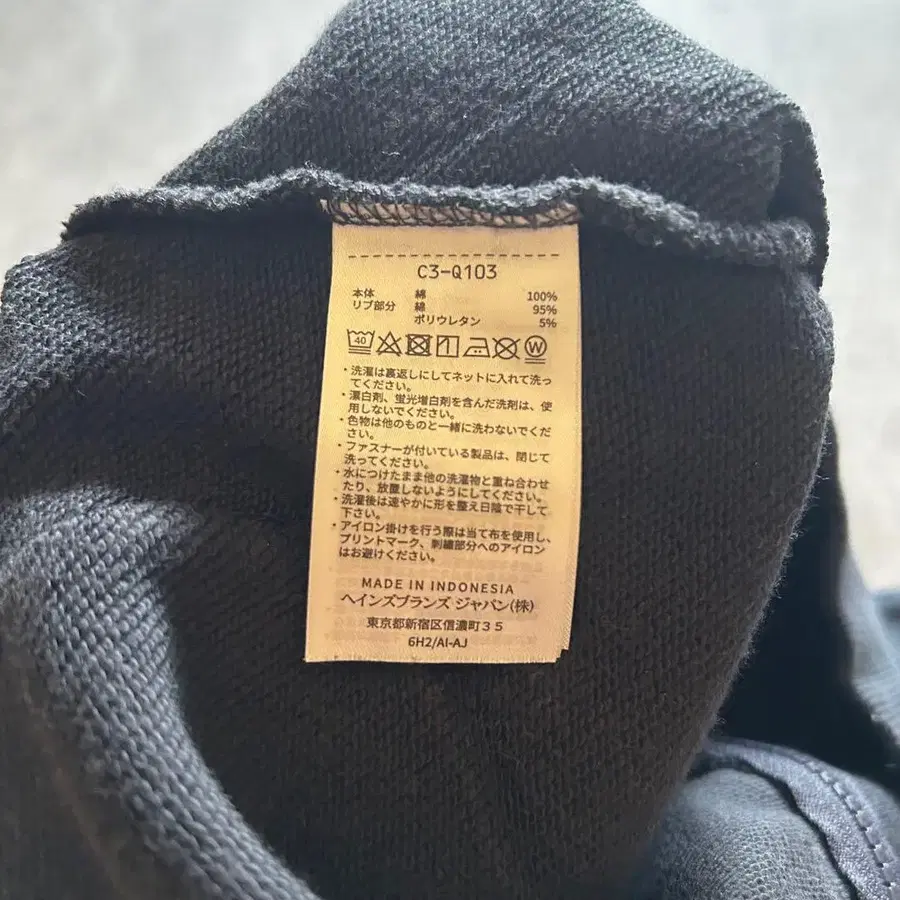 C3-Q103
本体 綿 100%
リブ部分 綿 95%
ポリウレタン 5%
40 W
・洗濯は裏返しにしてネットに入れて洗っ
てください。
・漂白剤、蛍光増白剤を含んだ洗剤は、使
用しないでください。
・色物は他のものと一緒に洗わないでくだ
さい。
・ファスナーが付いている製品は、閉じて
洗ってください。
・水につけたまま他の洗濯物と重ね合わせ
たり、放置しないようにしてください。
・洗濯後は速やかに形を整え日陰で干して
下さい。
・アイロン掛けを行う際は当て布を使用し、
プリントマーク、刺繍部分へのアイロン
はお避けください。
MADE IN INDONESIA
ヘインズブランズ ジャパン(株)
東京都新宿区信濃町35
6H2/AI-AJ